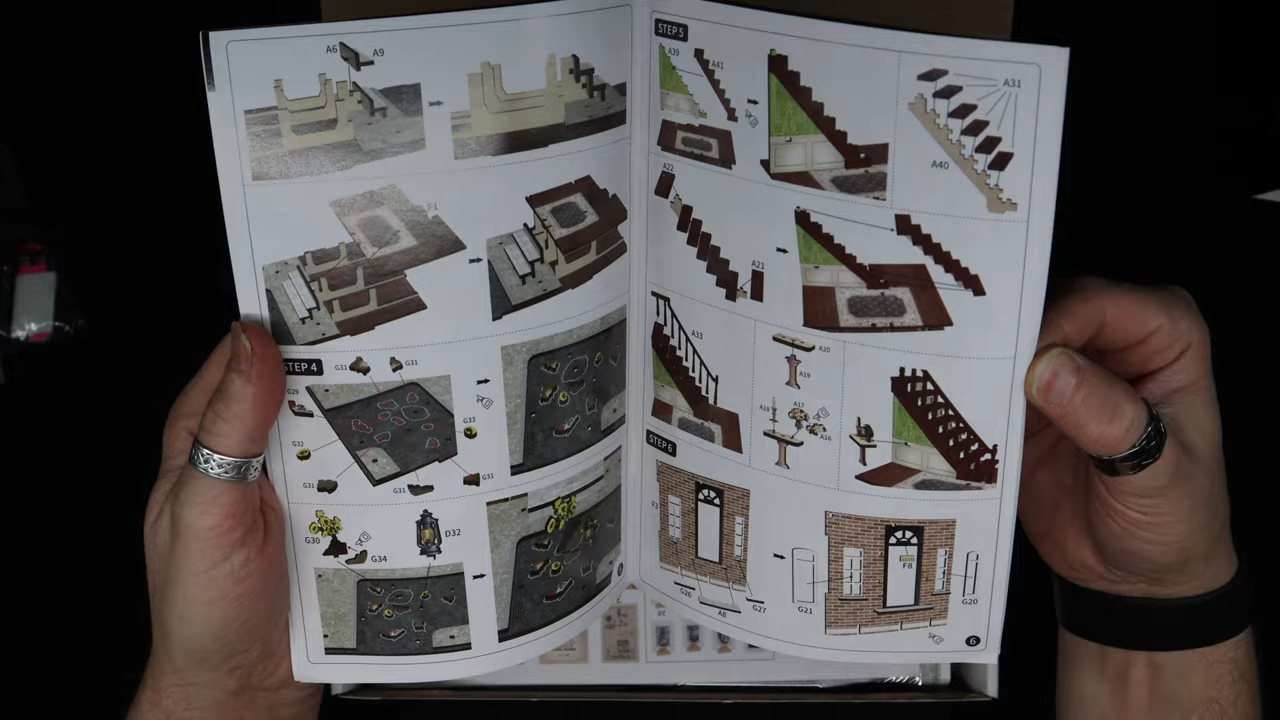 A6
A9
F1
STEP 4
G31
G31
G29
G33
G32
G31
G31
G31
G30
G34
D32
STEP 5
A39
A41
A31
A40
A22
A21
A33
A20
A19
A18
A17
A16
STEP 6
F3
G26
A8
G27
F8
G21
G20
6